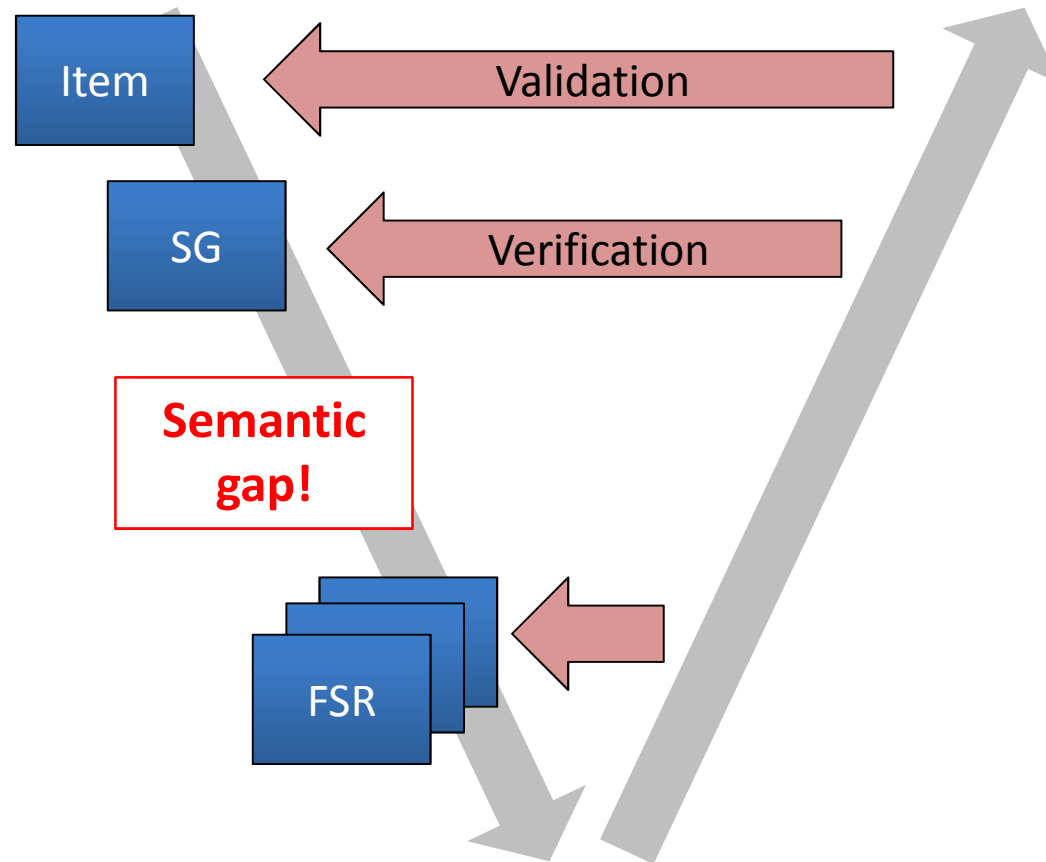 Item
Validation
SG
Verification
Semantic
gap!
FSR